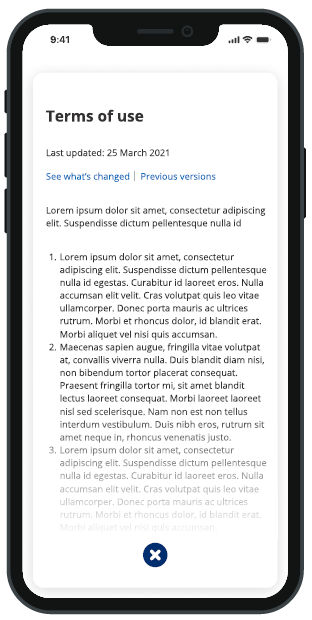 9:41
Terms of use
Last updated: 25 March 2021
See what's changed | Previous versions
Lorem ipsum dolor sit amet, consectetur adipiscing
elit. Suspendisse dictum pellentesque nulla id
1. Lorem ipsum dolor sit amet, consectetur
adipiscing elit. Suspendisse dictum pellentesque
nulla id egestas. Curabitur id laoreet eros. Nulla
accumsan elit velit. Cras volutpat quis leo vitae
ullamcorper. Donec porta mauris ac ultrices
rutrum. Morbi et rhoncus dolor, id blandit erat.
Morbi aliquet vel nisi quis accumsan.
2. Maecenas sapien augue, fringilla vitae volutpat
at, convallis viverra nulla. Duis blandit diam nisi,
non bibendum tortor placerat consequat.
Praesent fringilla tortor mi, sit amet blandit
lectus laoreet consequat. Morbi laoreet laoreet
nisl sed scelerisque. Nam non est non tellus
interdum vestibulum. Duis nibh eros, rutrum sit
amet neque in, rhoncus venenatis justo.
3. Lorem ipsum dolor sit amet, consectetur
adipiscing elit. Suspendisse dictum pellentesque
nulla id egestas. Curabitur id laoreet eros. Nulla
accumsan elit velit. Cras volutpat quis leo vitae
ullamcorper. Donec porta mauris ac ultrices
rutrum. Morbi et rhoncus dolor, id blandit erat.
Morbi aliquet vel nisi quis accumsan.